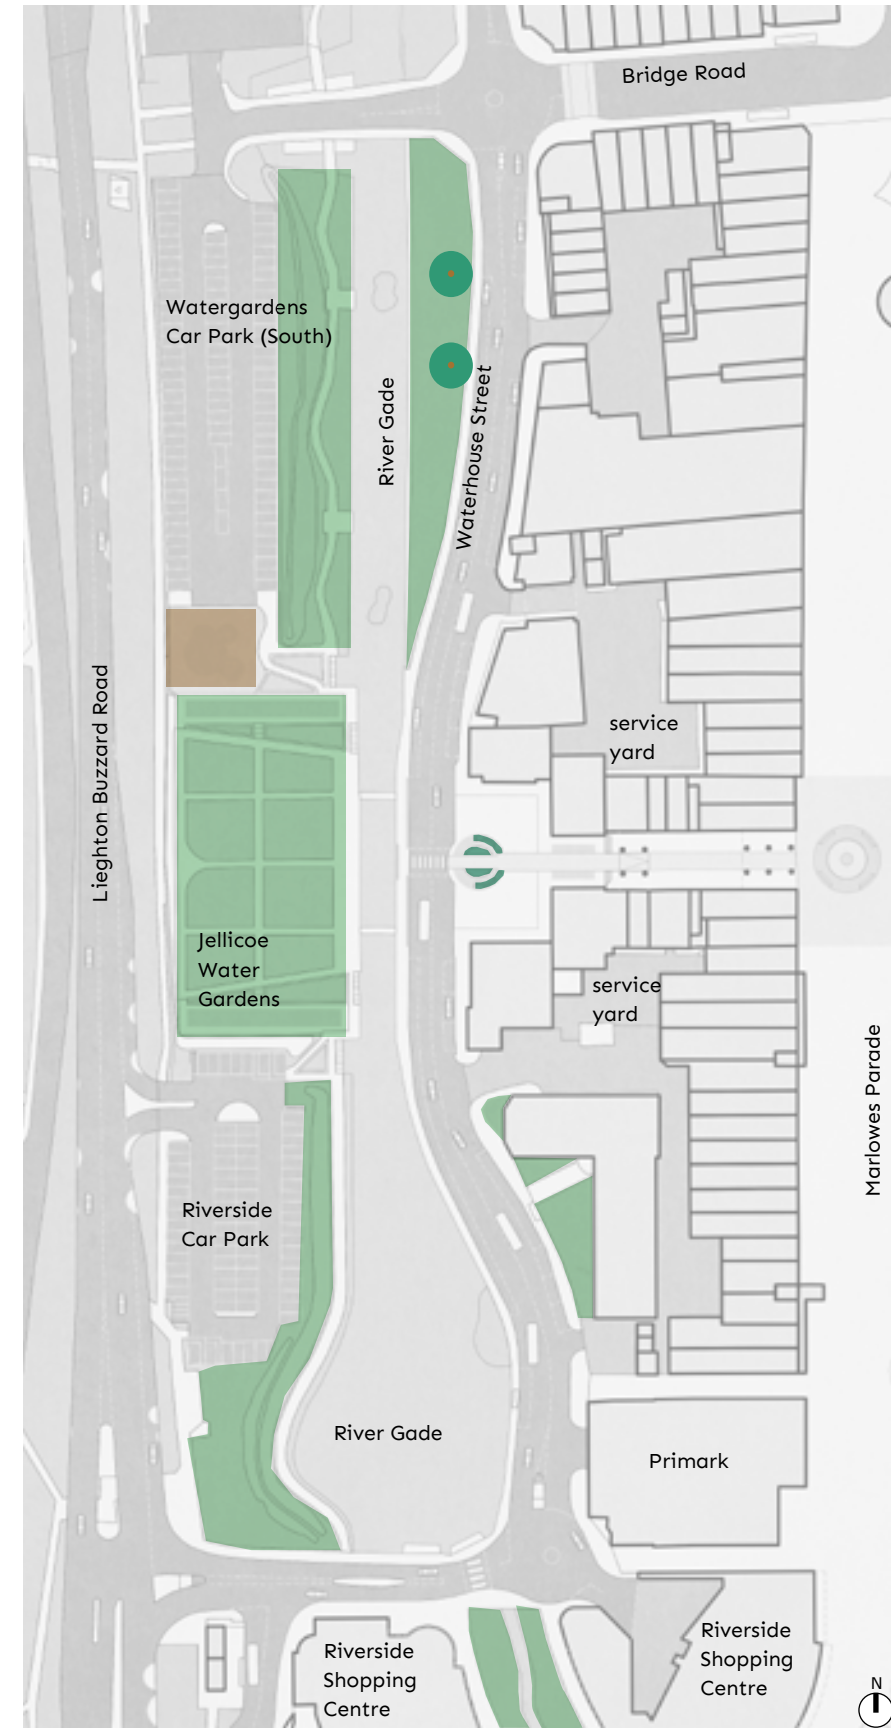 Bridge Road
Watergardens
Car Park (South)
River Gade
Waterhouse Street
Lieghton Buzzard Road
service
yard
Jellicoe
Water
Gardens
service
yard
Marlowes Parade
Riverside
Car Park
River Gade
Primark
Riverside
Shopping
Centre
Riverside
Shopping
Centre
N